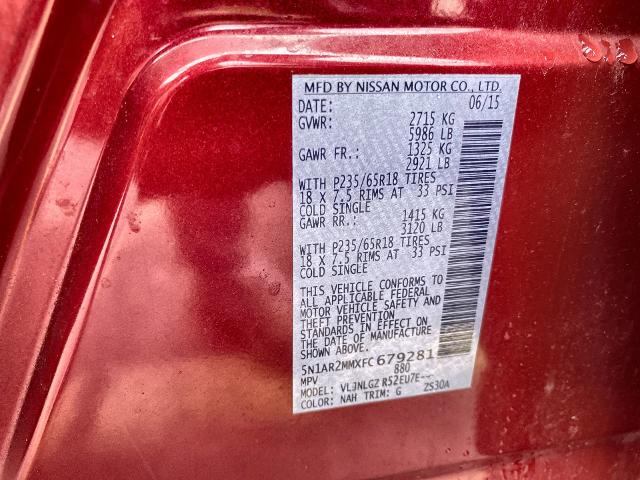 MFD BY NISSAN MOTOR CO., LTD.
DATE: 06/15
GVWR: 2715 KG
5986 LB
GAWR FR.: 1325 KG
2921 LB
WITH P235/65R18 TIRES
18 X 7.5 RIMS AT 33 PSI
COLD SINGLE
GAWR RR.: 1415 KG
3120 LB
WITH P235/65R18 TIRES
18 X 7.5 RIMS AT 33 PSI
COLD SINGLE
THIS VEHICLE CONFORMS TO
ALL APPLICABLE FEDERAL
MOTOR VEHICLE SAFETY AND
THEFT PREVENTION
STANDARDS IN EFFECT ON
THE DATE OF MANUFACTURE
SHOWN ABOVE.
5N1AR2MMXFC679281
MPV 880
MODEL: VLJNLGZ R52EU7E---
COLOR: NAH TRIM: G ZS30A